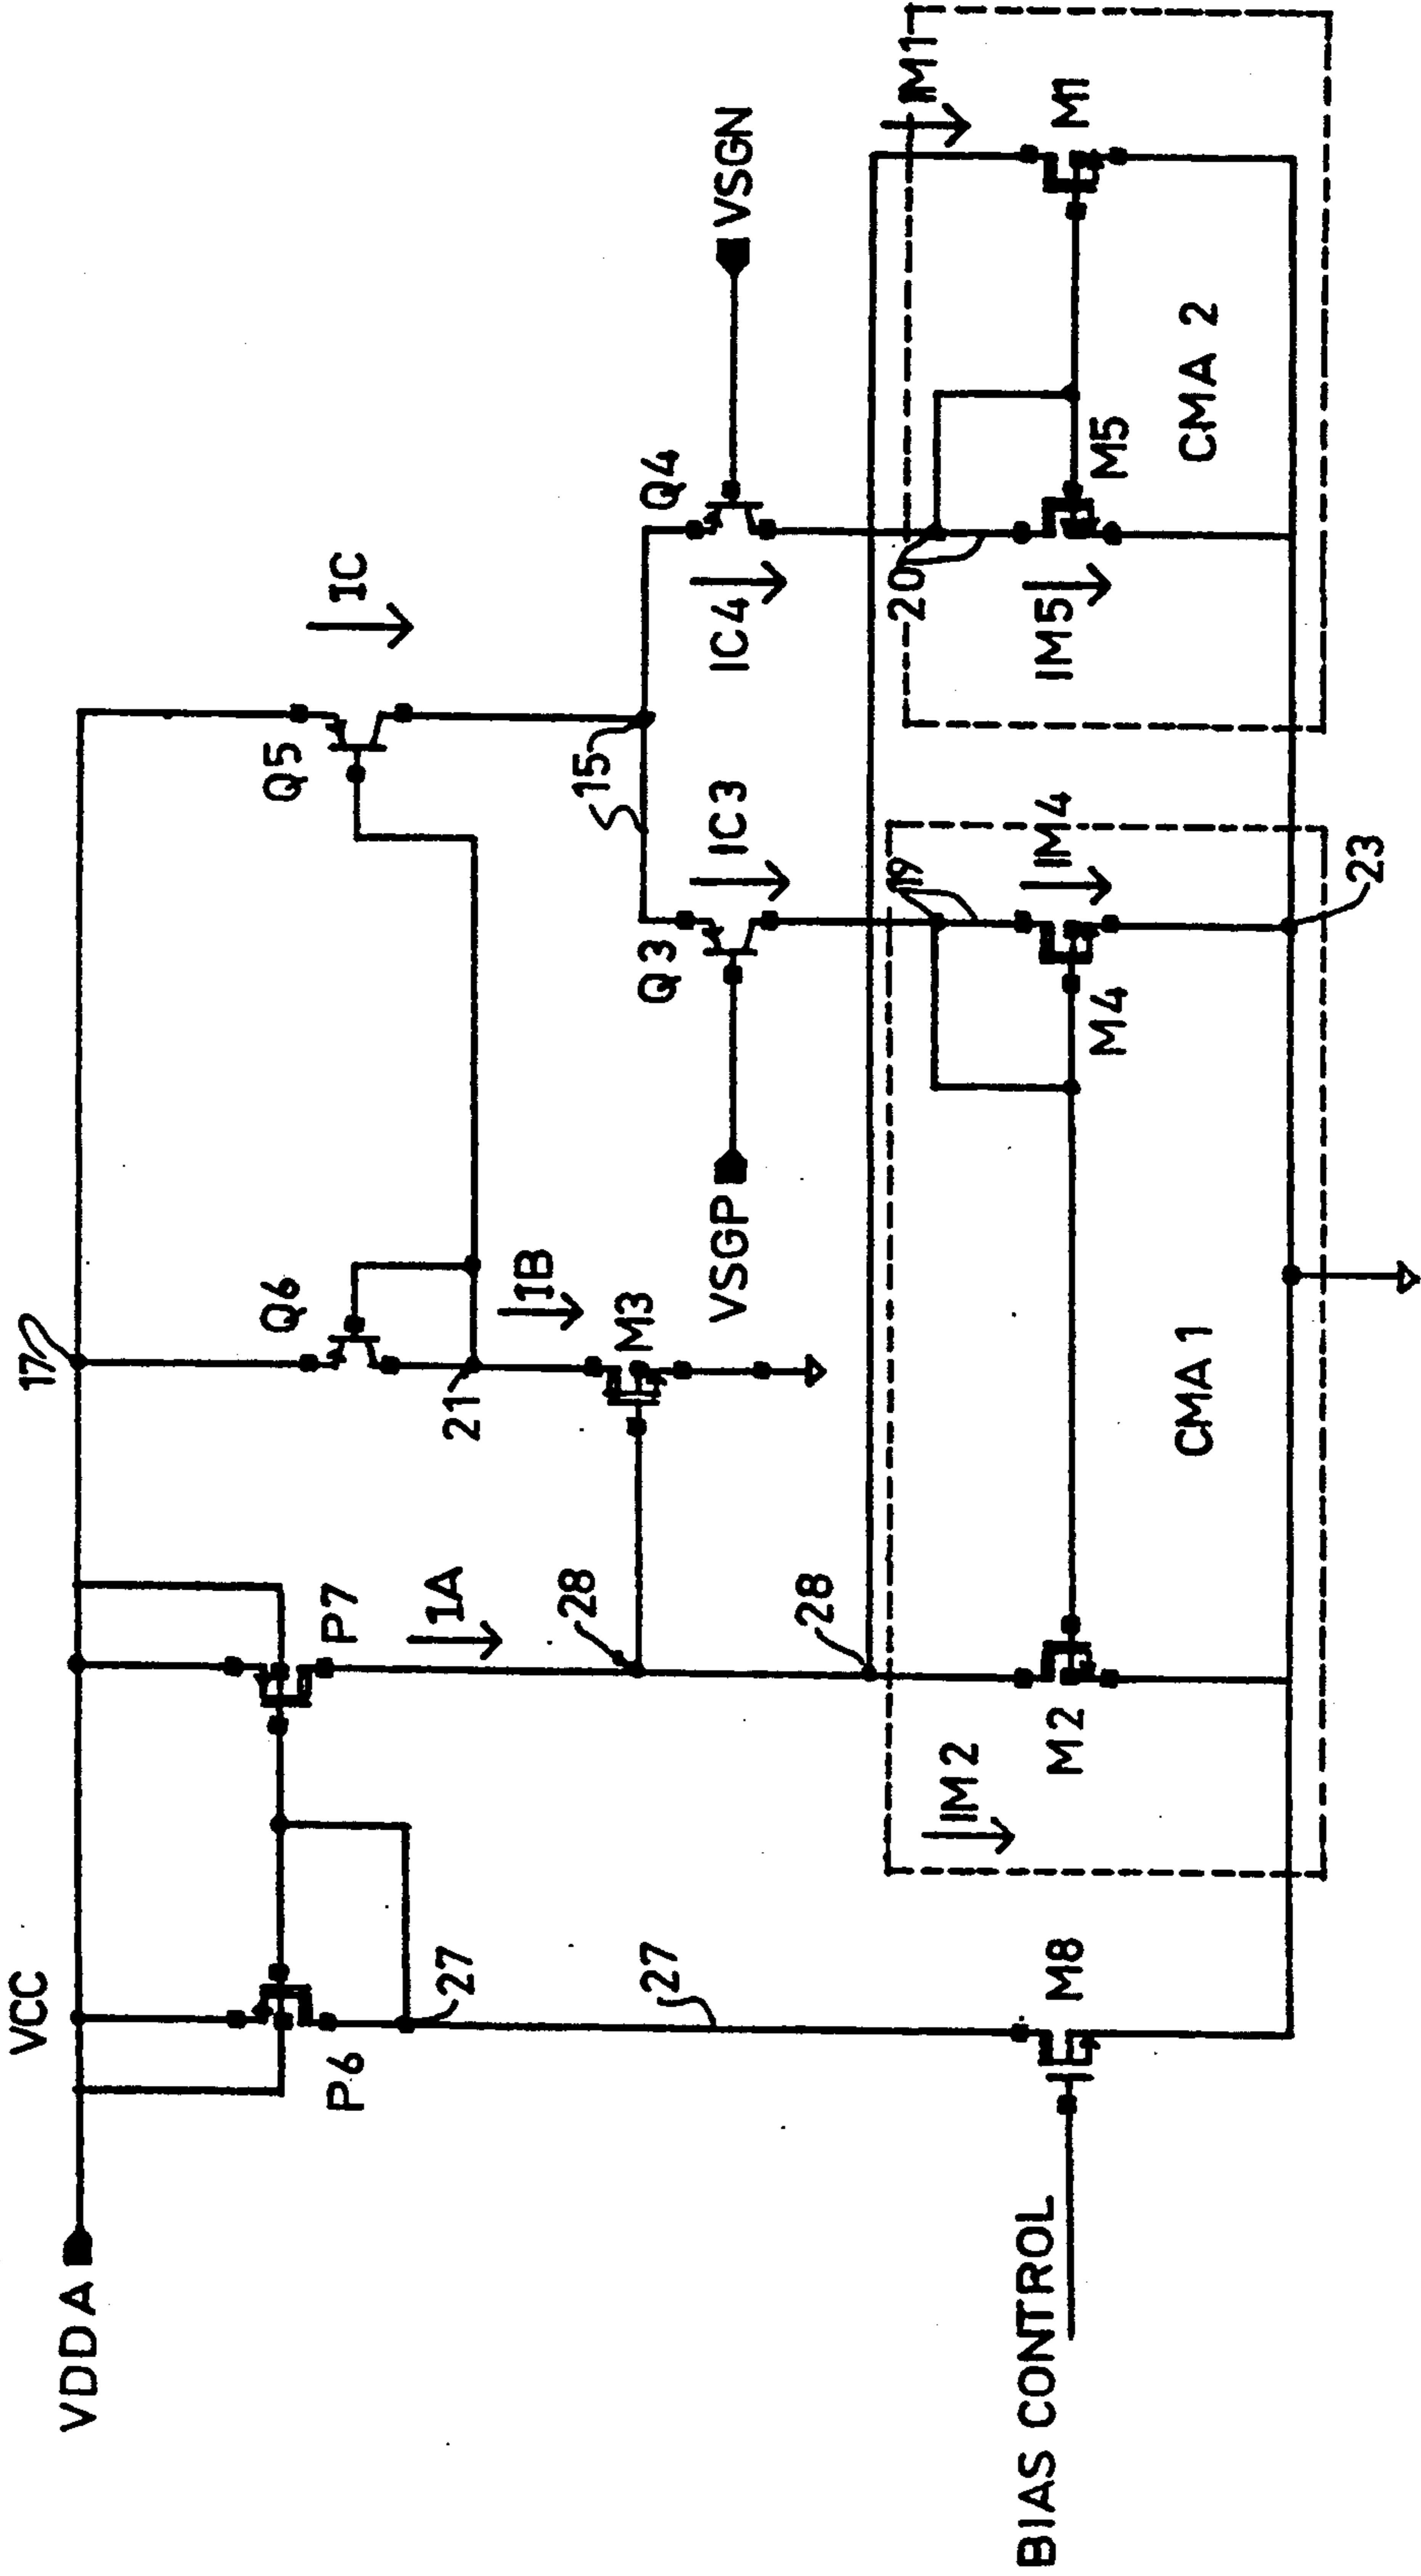 VCC
VDD A
17
Q6
Q5
IC
P6
P7
1A
21
IB
15
27
28
M3
Q3
IC3
Q4
IC4
VSGP
VSGN
27
28
19
20
IM1
IM2
IM4
IM5
M8
M2
M4
M5
M1
BIAS CONTROL
CMA 1
CMA 2
23